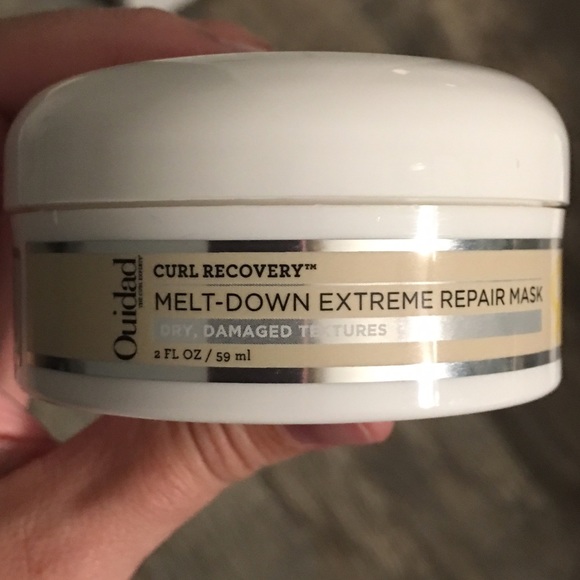 Ouidad
CURL RECOVERY™
MELT-DOWN EXTREME REPAIR MASK
DRY, DAMAGED TEXTURES
2 FL OZ / 59 ml